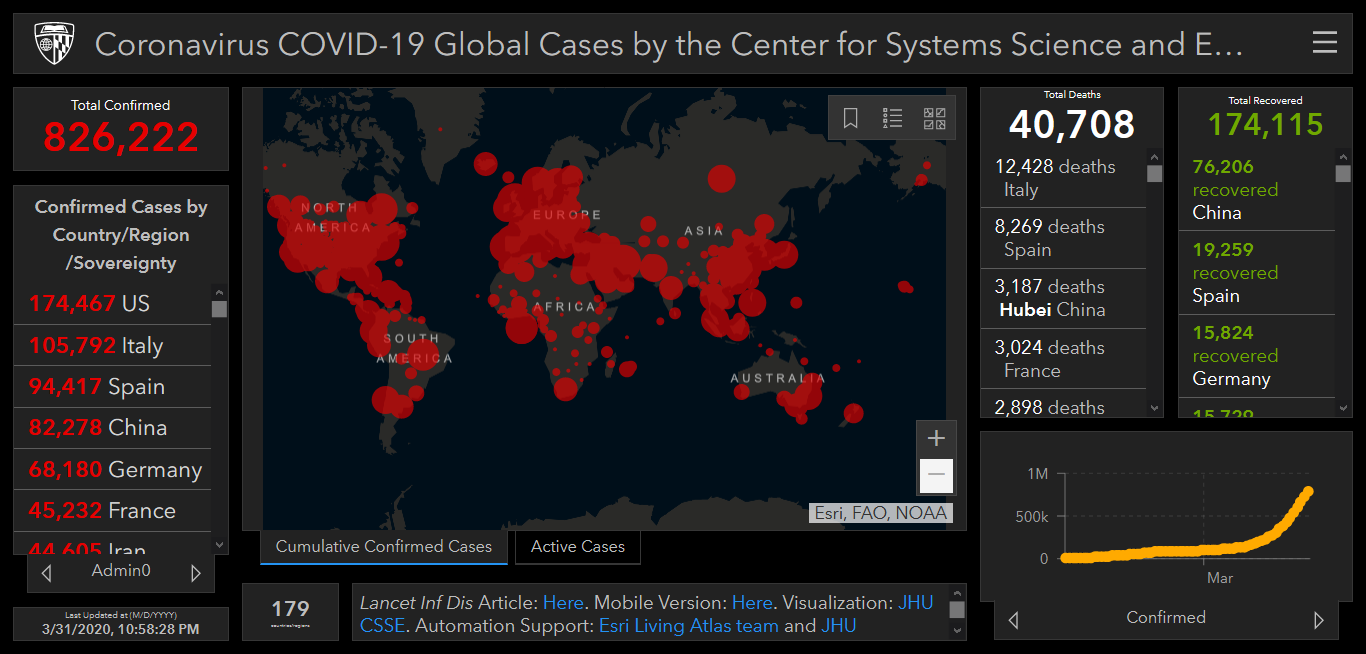 Coronavirus COVID-19 Global Cases by the Center for Systems Science and E...
Total Confirmed
826,222
Confirmed Cases by
Country/Region
/Sovereignty
174,467 US
105,792 Italy
94,417 Spain
82,278 China
68,180 Germany
45,232 France
44,605 Iran
Admin0
Last Updated at (M/D/YYYY)
3/31/2020, 10:58:28 PM
NORTH
AMERICA
EUROPE
ASIA
AFRICA
SOUTH
AMERICA
AUSTRALIA
Esri, FAO, NOAA
Cumulative Confirmed Cases
Active Cases
179
countries/regions
Lancet Inf Dis Article: Here. Mobile Version: Here. Visualization: JHU
CSSE. Automation Support: Esri Living Atlas team and JHU
Total Deaths
40,708
12,428 deaths
Italy
8,269 deaths
Spain
3,187 deaths
Hubei China
3,024 deaths
France
2,898 deaths
Total Recovered
174,115
76,206
recovered
China
19,259
recovered
Spain
15,824
recovered
Germany
15,729
1M
500k
0
Mar
Confirmed